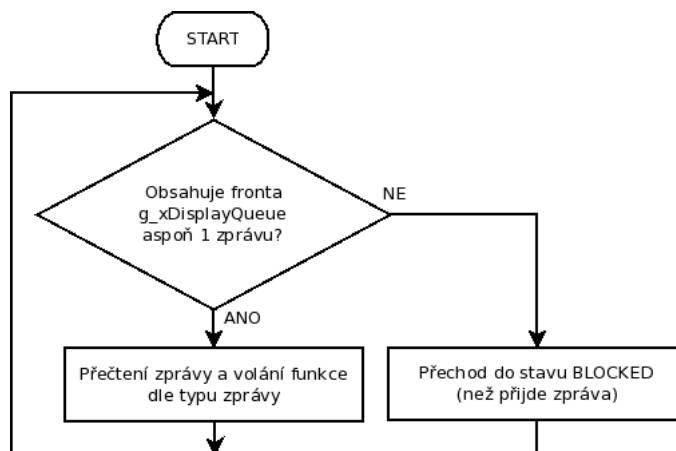 START
Obsahuje fronta
g_xDisplayQueue
aspoň 1 zprávu?
NE
ANO
Přečtení zprávy a volání funkce
dle typu zprávy
Přechod do stavu BLOCKED
(než přijde zpráva)